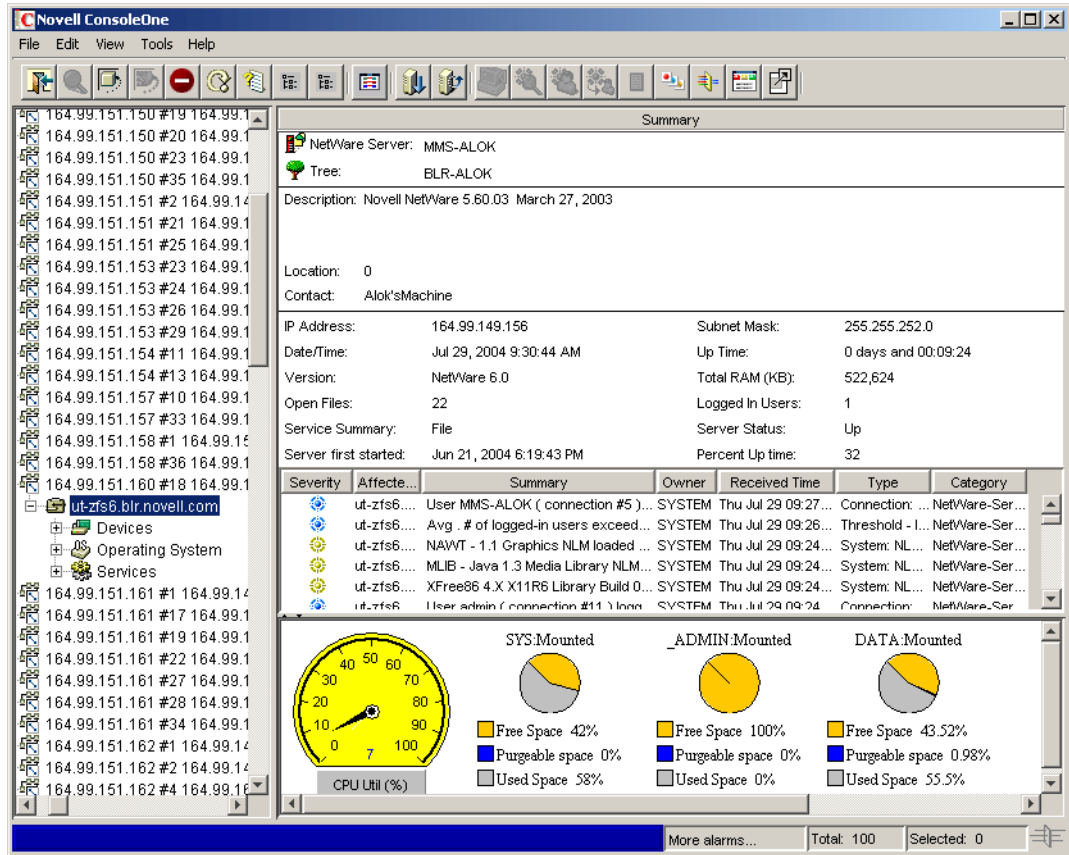 Novell ConsoleOne
File Edit View Tools Help
164.99.151.150 #19 164.99.1
164.99.151.150 #20 164.99.1
164.99.151.150 #23 164.99.1
164.99.151.150 #35 164.99.1
164.99.151.151 #2 164.99.14
164.99.151.151 #21 164.99.1
164.99.151.151 #25 164.99.1
164.99.151.153 #23 164.99.1
164.99.151.153 #24 164.99.1
164.99.151.153 #26 164.99.1
164.99.151.153 #29 164.99.1
164.99.151.154 #11 164.99.1
164.99.151.154 #13 164.99.1
164.99.151.157 #10 164.99.1
164.99.151.157 #33 164.99.1
164.99.151.158 #1 164.99.15
164.99.151.158 #36 164.99.1
164.99.151.160 #18 164.99.1
ut-zfs6.blr.novell.com
Devices
Operating System
Services
164.99.151.161 #1 164.99.14
164.99.151.161 #17 164.99.1
164.99.151.161 #19 164.99.1
164.99.151.161 #22 164.99.1
164.99.151.161 #27 164.99.1
164.99.151.161 #28 164.99.1
164.99.151.161 #34 164.99.1
164.99.151.162 #1 164.99.14
164.99.151.162 #2 164.99.14
164.99.151.162 #4 164.99.16
Summary
NetWare Server: MMS-ALOK
Tree: BLR-ALOK
Description: Novell NetWare 5.60.03 March 27, 2003
Location: 0
Contact: Alok'sMachine
IP Address: 164.99.149.156 Subnet Mask: 255.255.252.0
Date/Time: Jul 29, 2004 9:30:44 AM Up Time: 0 days and 00:09:24
Version: NetWare 6.0 Total RAM (KB): 522,624
Open Files: 22 Logged In Users: 1
Service Summary: File Server Status: Up
Server first started: Jun 21, 2004 6:19:43 PM Percent Up time: 32
Severity Affecte... Summary Owner Received Time Type Category
ut-zfs6.... User MMS-ALOK ( connection #5 )... SYSTEM Thu Jul 29 09:27... Connection: ... NetWare-Ser...
ut-zfs6.... Avg . # of logged-in users exceed... SYSTEM Thu Jul 29 09:26... Threshold - I... NetWare-Ser...
ut-zfs6.... NAWT - 1.1 Graphics NLM loaded ... SYSTEM Thu Jul 29 09:24... System: NL... NetWare-Ser...
ut-zfs6.... MLIB - Java 1.3 Media Library NLM... SYSTEM Thu Jul 29 09:24... System: NL... NetWare-Ser...
ut-zfs6.... XFree86 4.X X11R6 Library Build 0... SYSTEM Thu Jul 29 09:24... System: NL... NetWare-Ser...
ut-zfs6.... User admin ( connection #11 ) logg... SYSTEM Thu Jul 29 09:24... Connection: ... NetWare-Ser...
0 10 20 30 40 50 60 70 80 90 100
7
CPU Util (%)
SYS:Mounted
Free Space 42%
Purgeable space 0%
Used Space 58%
_ADMIN:Mounted
Free Space 100%
Purgeable space 0%
Used Space 0%
DATA:Mounted
Free Space 43.52%
Purgeable space 0.98%
Used Space 55.5%
More alarms... Total: 100 Selected: 0